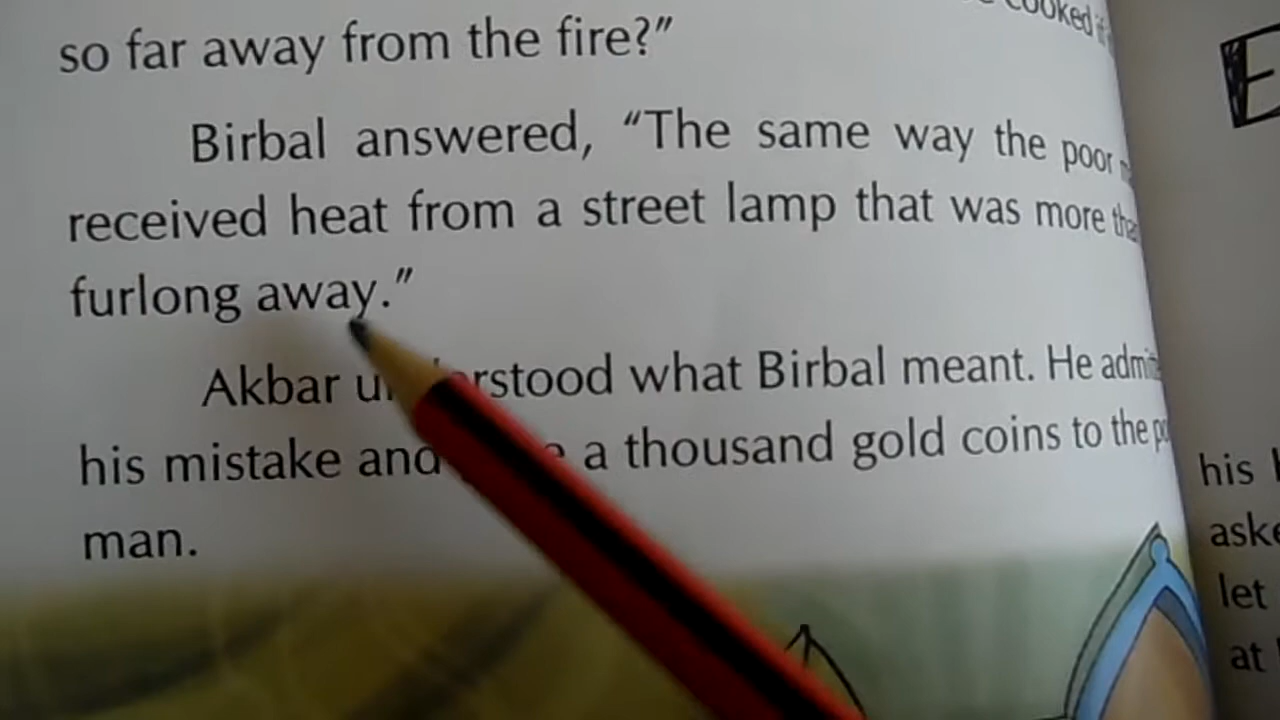 cooked
so far away from the fire?”
Birbal answered, “The same way the poor
received heat from a street lamp that was more
furlong away.”
Akbar what Birbal meant. He
his mistake and a thousand gold coins to the
man.
his
let
at